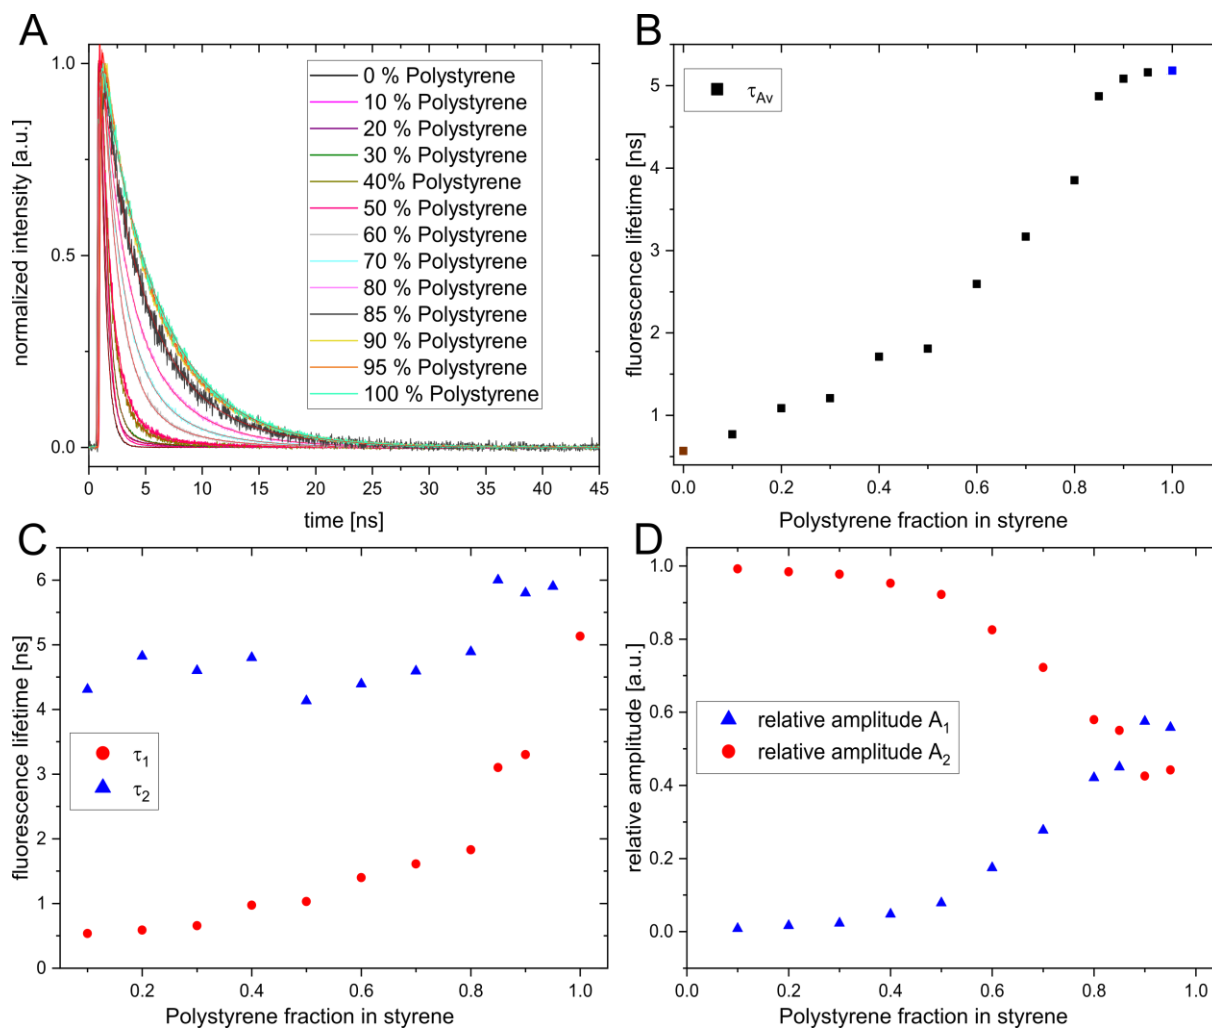 A
normalized intensity [a.u.]
1.0
0.5
0.0
0 % Polystyrene
10 % Polystyrene
20 % Polystyrene
30 % Polystyrene
40% Polystyrene
50 % Polystyrene
60 % Polystyrene
70 % Polystyrene
80 % Polystyrene
85 % Polystyrene
90 % Polystyrene
95 % Polystyrene
100 % Polystyrene
0 5 10 15 20 25 30 35 40 45
time [ns]
B
fluorescence lifetime [ns]
5
4
3
2
1
τAv
0.0 0.2 0.4 0.6 0.8 1.0
Polystyrene fraction in styrene
C
fluorescence lifetime [ns]
6
5
4
3
2
1
0
τ1
τ2
0.2 0.4 0.6 0.8 1.0
Polystyrene fraction in styrene
D
relative amplitude [a.u.]
1.0
0.8
0.6
0.4
0.2
0.0
relative amplitude A1
relative amplitude A2
0.0 0.2 0.4 0.6 0.8 1.0
Polystyrene fraction in styrene